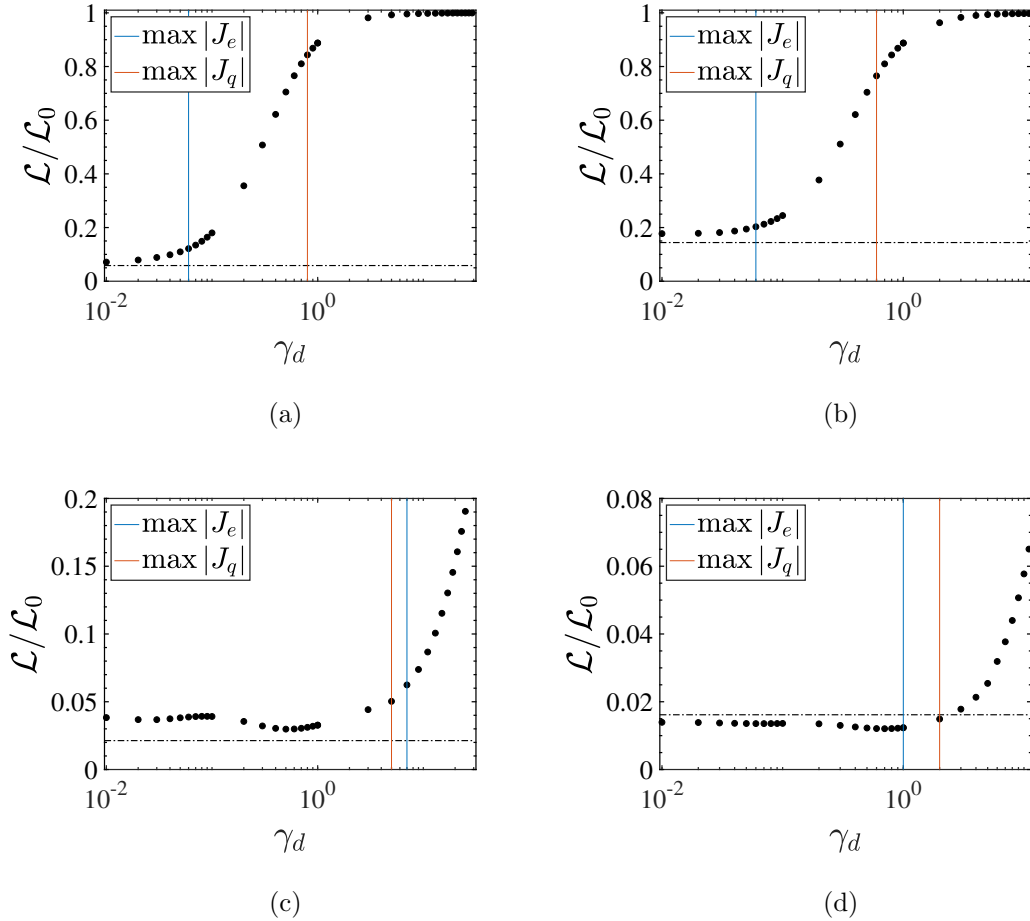 1
0.8
0.6
0.4
0.2
0
10^{-2}
10^0
γ_d
ℒ/ℒ_0
max |J_e|
max |J_q|
(a)
1
0.8
0.6
0.4
0.2
0
10^{-2}
10^0
γ_d
ℒ/ℒ_0
max |J_e|
max |J_q|
(b)
0.2
0.15
0.1
0.05
0
10^{-2}
10^0
γ_d
ℒ/ℒ_0
max |J_e|
max |J_q|
(c)
0.08
0.06
0.04
0.02
0
10^{-2}
10^0
γ_d
ℒ/ℒ_0
max |J_e|
max |J_q|
(d)